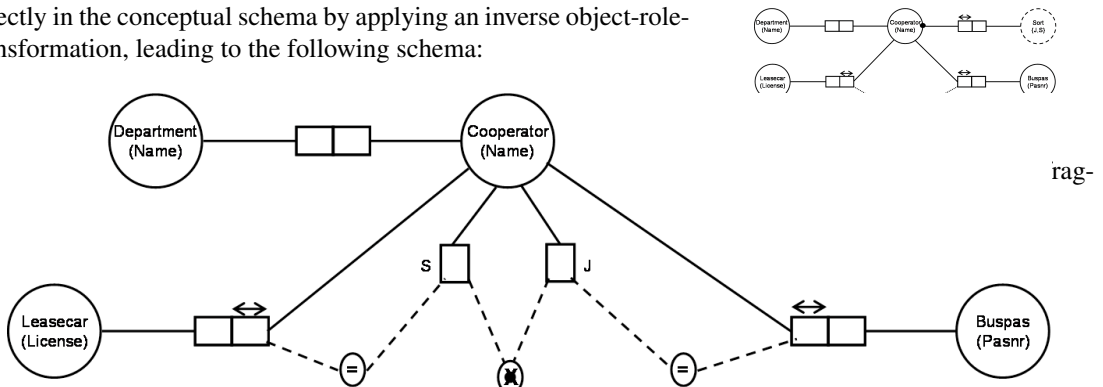 ectly in the conceptual schema by applying an inverse object-role-
nsformation, leading to the following schema:
Department
(Name)
Cooperator
(Name)
Sort
(J,S)
Leasecar
(License)
Buspas
(Pasnr)
Department
(Name)
Cooperator
(Name)
rag-
S
J
Leasecar
(License)
Buspas
(Pasnr)
=
=